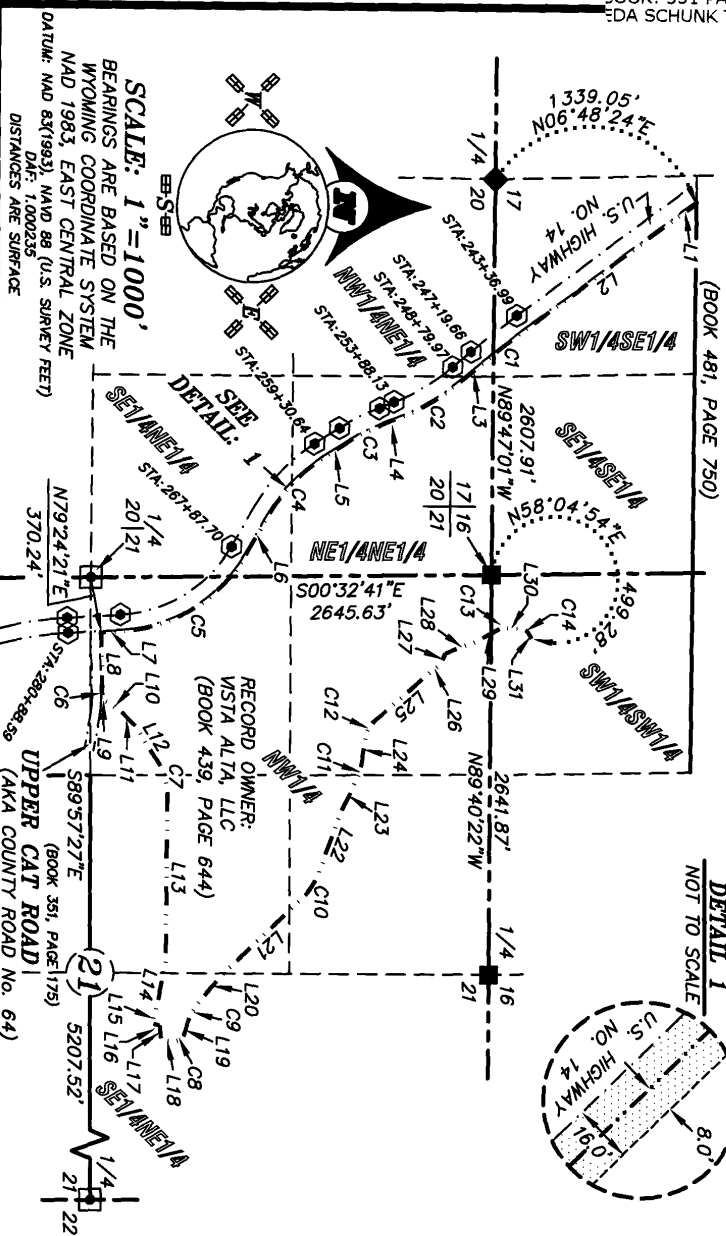 BOOK: 351 PA
EDA SCHUNK T
(BOOK 481, PAGE 750)
1339.05'
N06°48'24"E
1/4
17
20
U.S. HIGHWAY
NO. 14
L1
L2
SW1/4SE1/4
SE1/4SE1/4
STA:243+36.99
STA:247+19.66
STA:248+79.97
STA:253+88.13
STA:259+30.64
STA:267+87.70
STA:280+88.59
NW1/4NE1/4
C1
L3
C2
L4
C3
L5
C4
L6
C5
2607.91'
N89°47'01"W
17 16
20 21
N58°04'54"E
499.28'
SW1/4SW1/4
NE1/4NE1/4
S00°32'41"E
2645.63'
SE1/4NE1/4
SEE
DETAIL: 1
N
W
E
S
SCALE: 1"=1000'
BEARINGS ARE BASED ON THE
WYOMING COORDINATE SYSTEM
NAD 1983, EAST CENTRAL ZONE
DATUM: NAD 83(1993), NAVD 88 (U.S. SURVEY FEET)
DAF: 1.000235
DISTANCES ARE SURFACE
1/4
20 21
N79°24'21"E
370.24'
L7
L8
C6
L9
L10
L11
L12
C7
L13
L14
L15
L16
L17
L18
C8
L19
C9
L20
L21
C10
L22
L23
C11
L24
C12
L25
L26
L27
L28
C13
L29
L30
L31
C14
RECORD OWNER:
VISTA ALTA, LLC
(BOOK 439, PAGE 644)
NW1/4
2641.87'
N89°40'22"W
1/4
16
21
S89°57'27"E
5207.52'
(BOOK 351, PAGE 175)
UPPER CAT ROAD
(AKA COUNTY ROAD No. 64)
21
SE1/4NE1/4
1/4
21 22
DETAIL 1
NOT TO SCALE
U.S. HIGHWAY
NO. 14
8.0'
16.0'